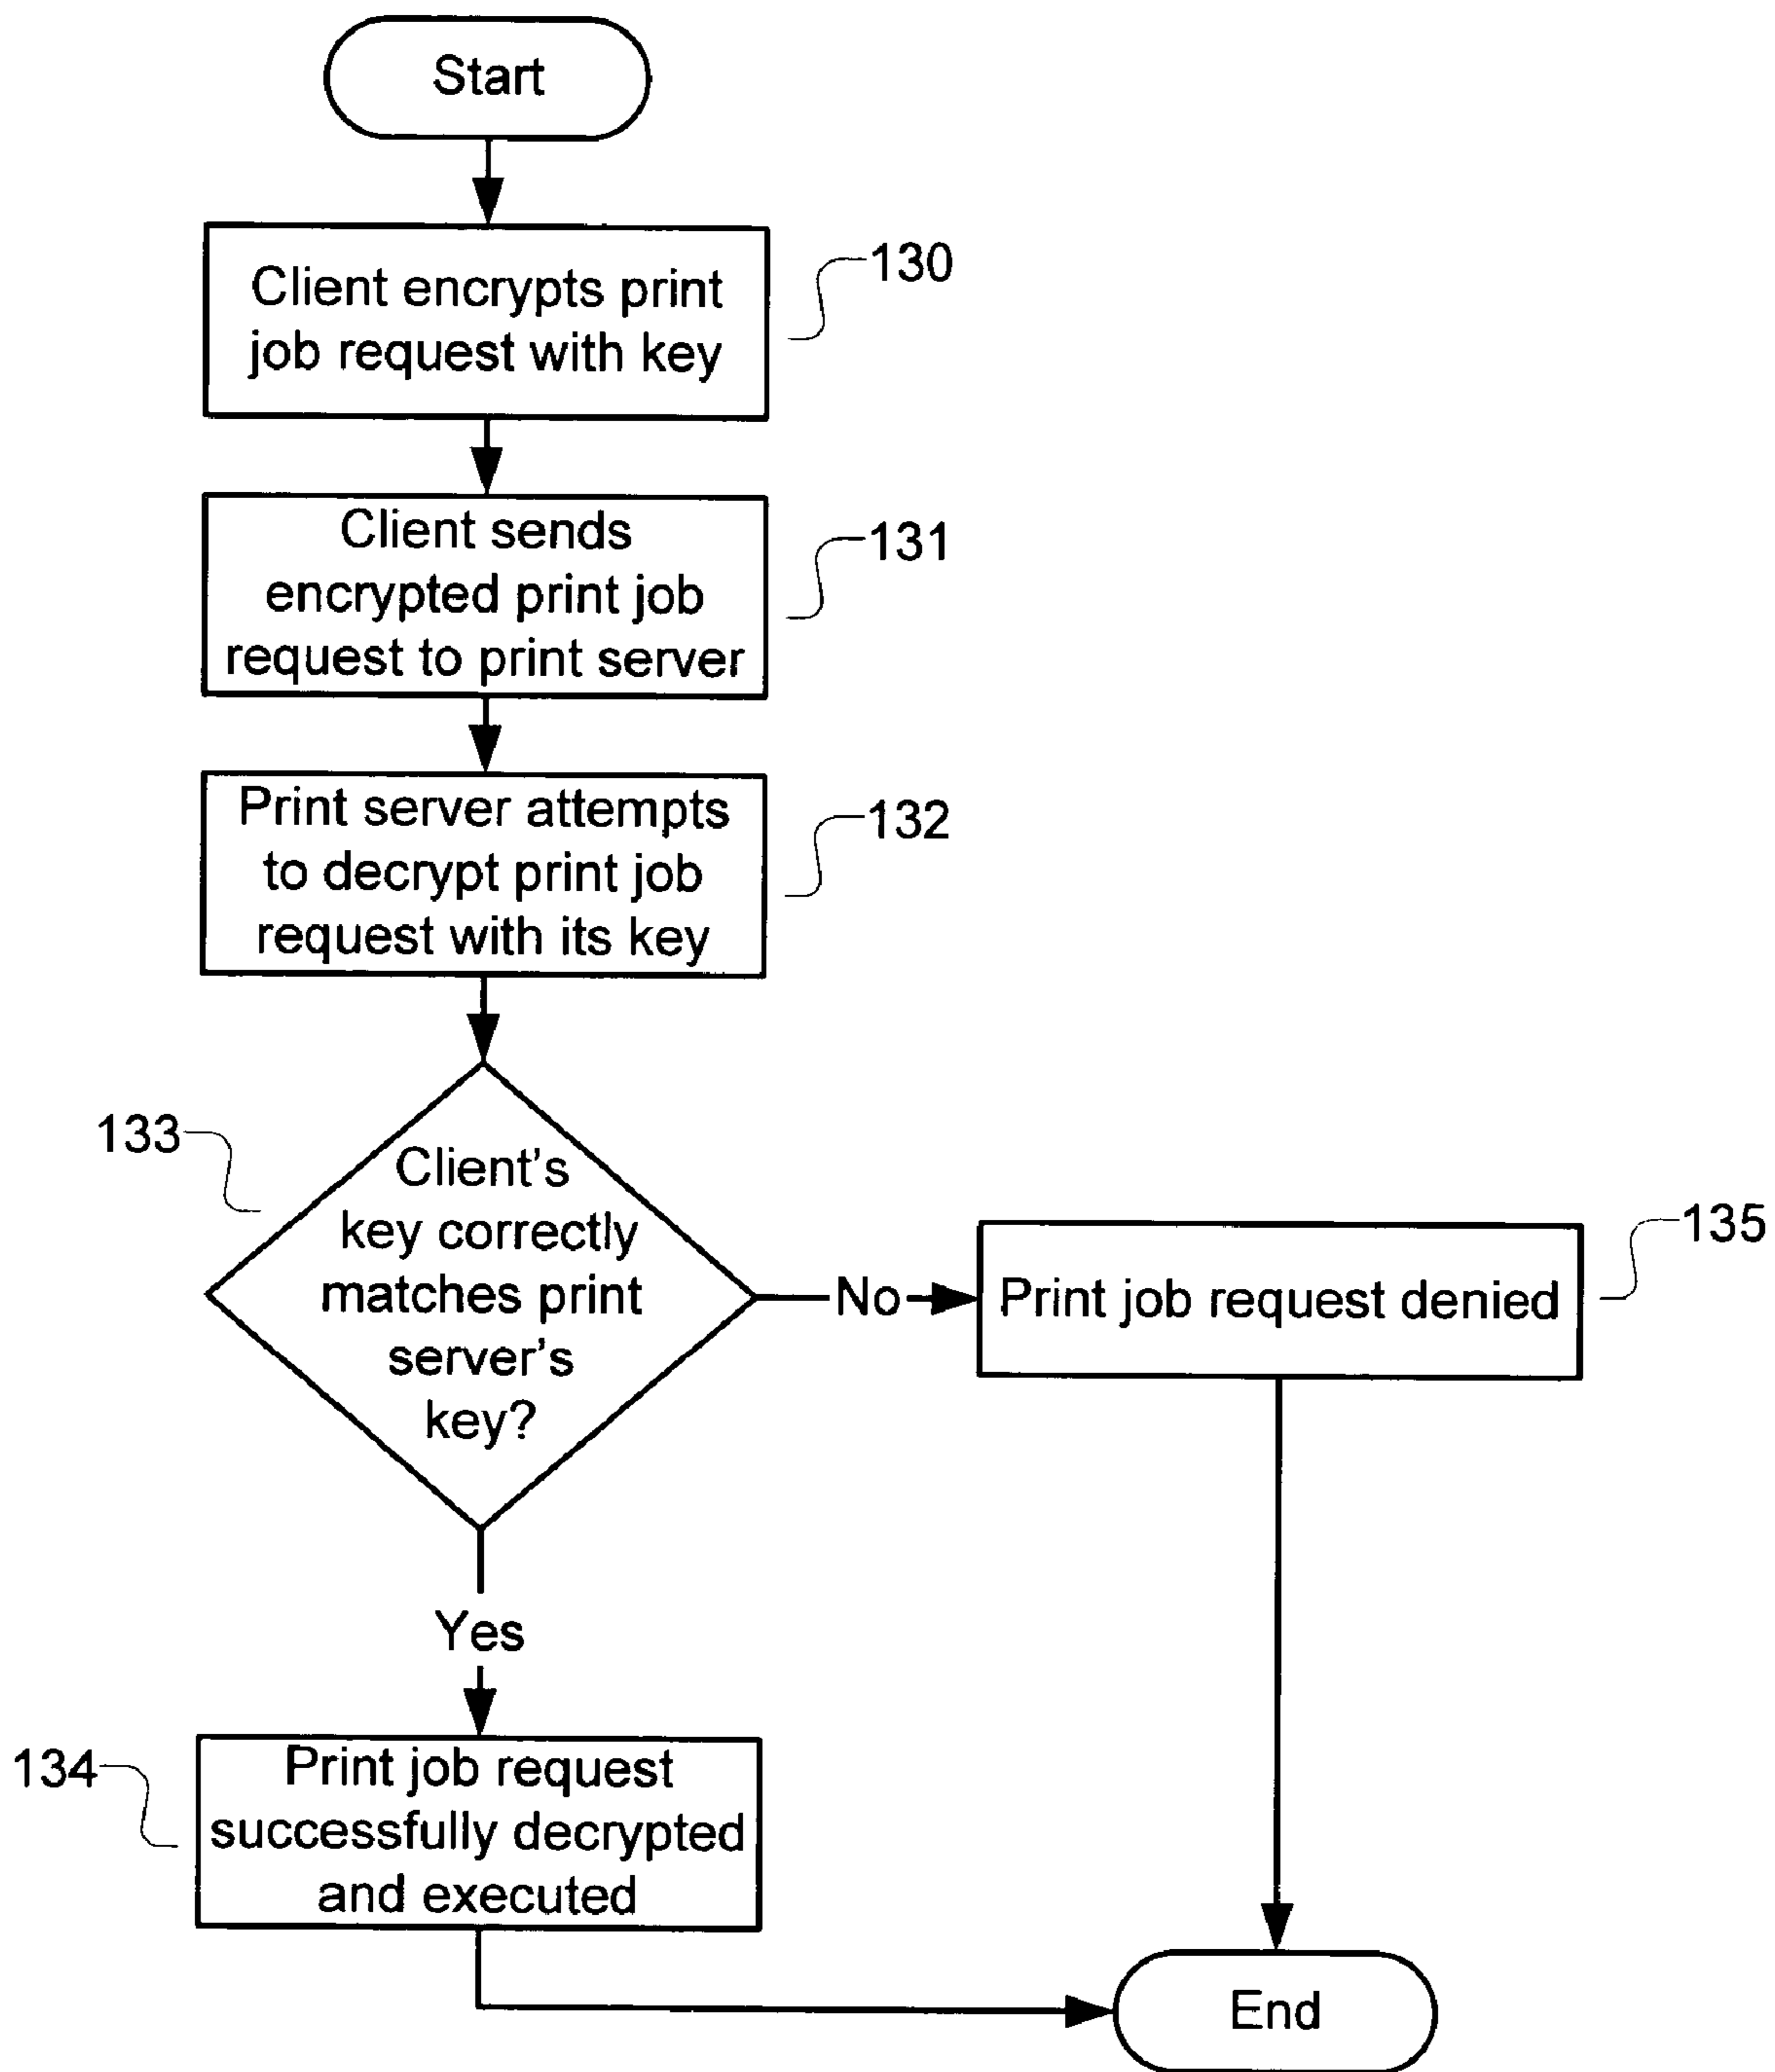 Start
Client encrypts print
job request with key
130
Client sends
encrypted print job
request to print server
131
Print server attempts
to decrypt print job
request with its key
132
133
Client's
key correctly
matches print
server's
key?
No
Print job request denied
135
Yes
134
Print job request
successfully decrypted
and executed
End